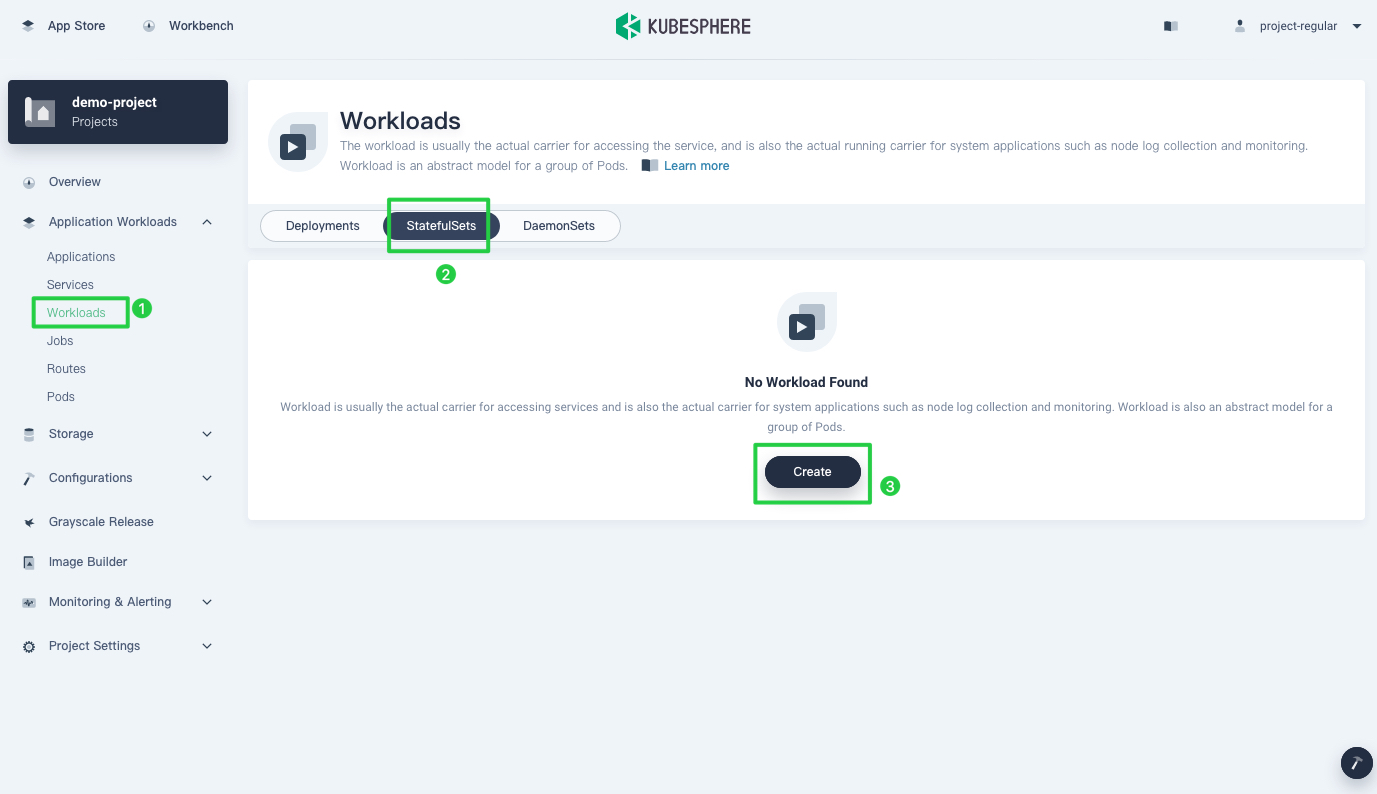 App Store
Workbench
KUBESPHERE
project-regular
demo-project
Projects
Overview
Application Workloads
Applications
Services
Workloads
1
Jobs
Routes
Pods
Storage
Configurations
Grayscale Release
Image Builder
Monitoring & Alerting
Project Settings
Workloads
The workload is usually the actual carrier for accessing the service, and is also the actual running carrier for system applications such as node log collection and monitoring.
Workload is an abstract model for a group of Pods. Learn more
Deployments
StatefulSets
DaemonSets
2
No Workload Found
Workload is usually the actual carrier for accessing services and is also the actual carrier for system applications such as node log collection and monitoring. Workload is also an abstract model for a
group of Pods.
Create
3